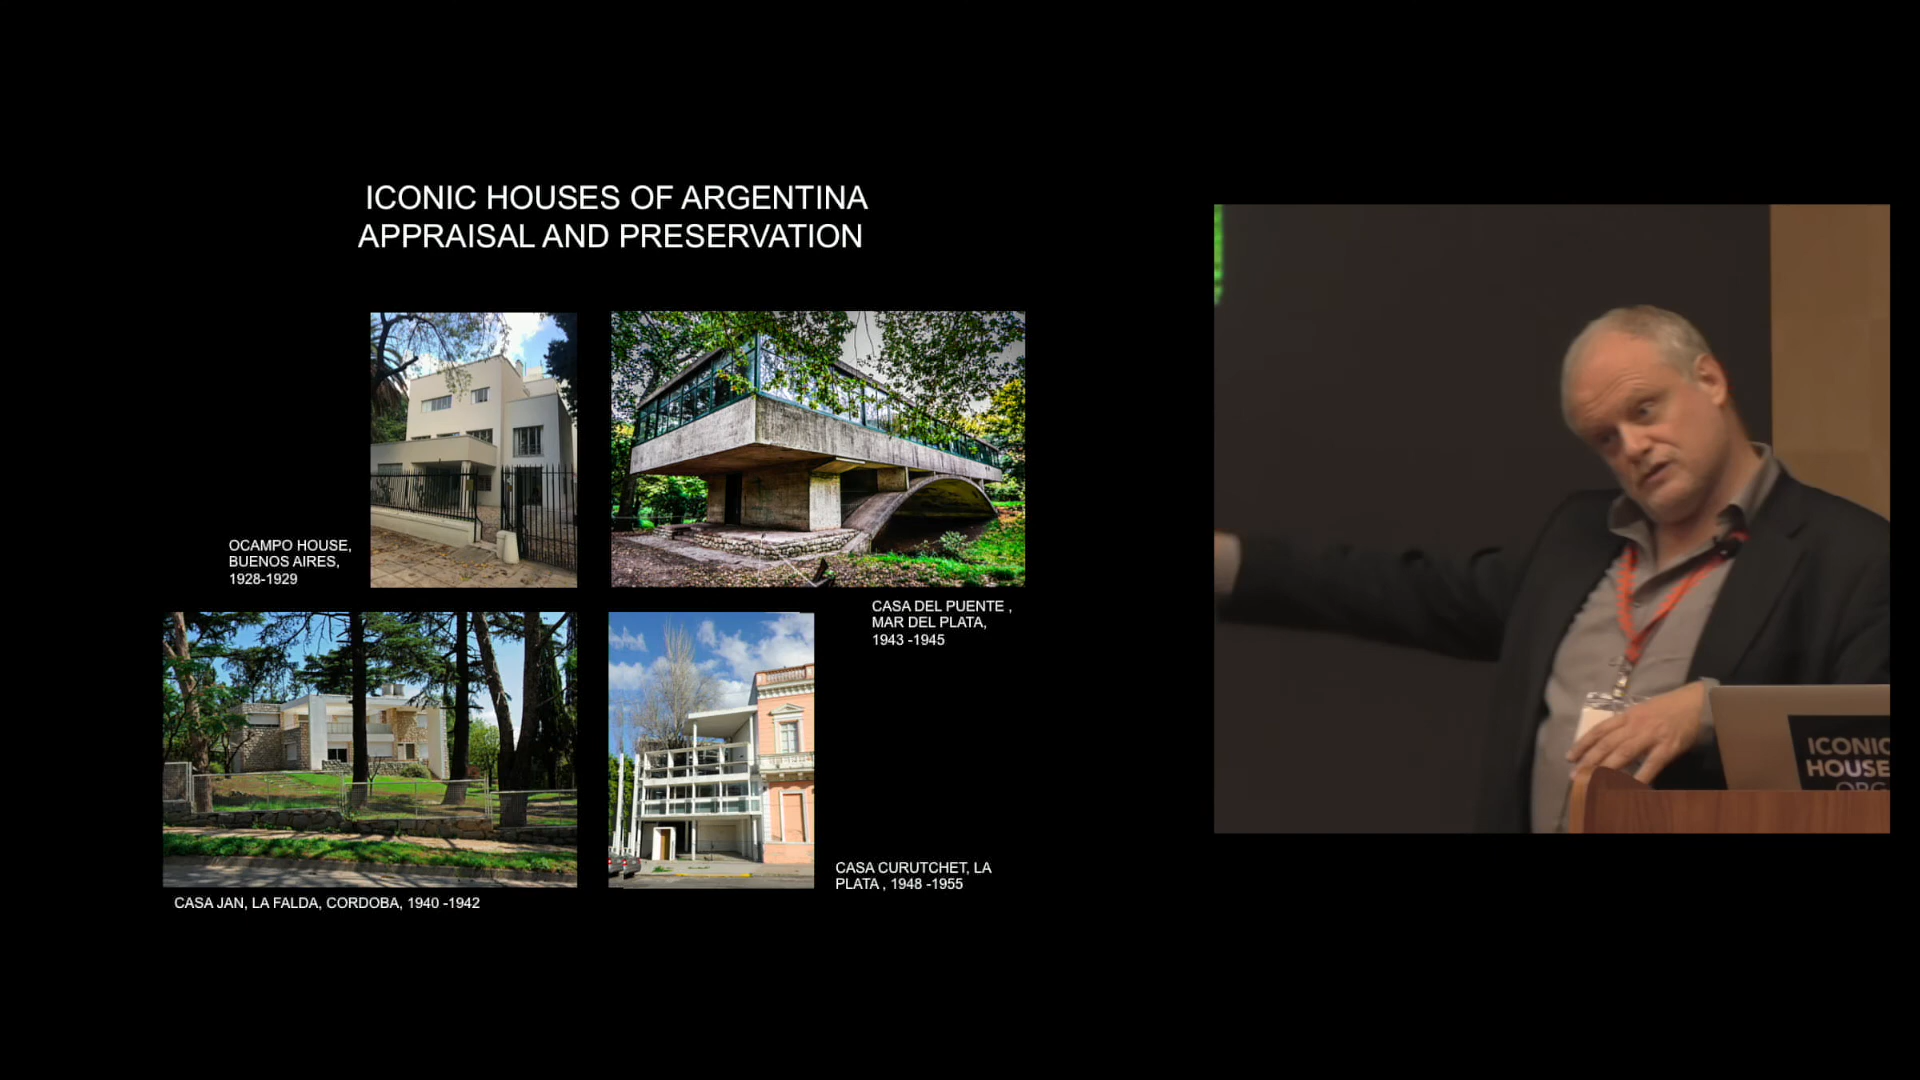 ICONIC HOUSES OF ARGENTINA
APPRAISAL AND PRESERVATION
OCAMPO HOUSE,
BUENOS AIRES,
1928-1929
CASA DEL PUENTE ,
MAR DEL PLATA,
1943 -1945
CASA JAN, LA FALDA, CORDOBA, 1940 -1942
CASA CURUTCHET, LA
PLATA , 1948 -1955
ICONIC
HOUSE
ORG